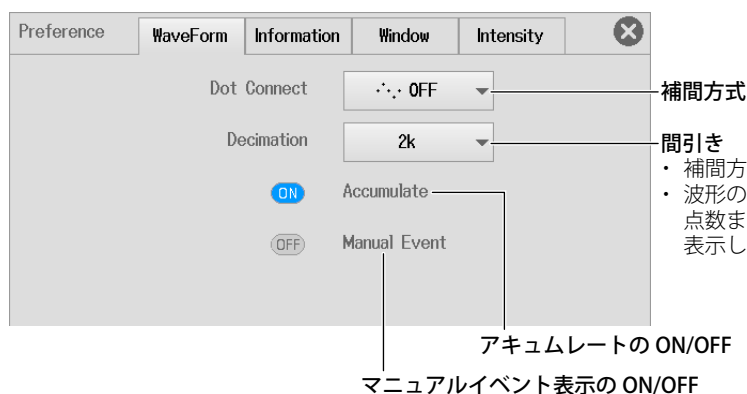 Preference WaveForm Information Window Intensity
Dot Connect OFF 補間方式
Decimation 2k 間引き
・ 補間方
・ 波形の
点数ま
表示し
ON Accumulate
OFF Manual Event
アキュムレートの ON/OFF
マニュアルイベント表示の ON/OFF